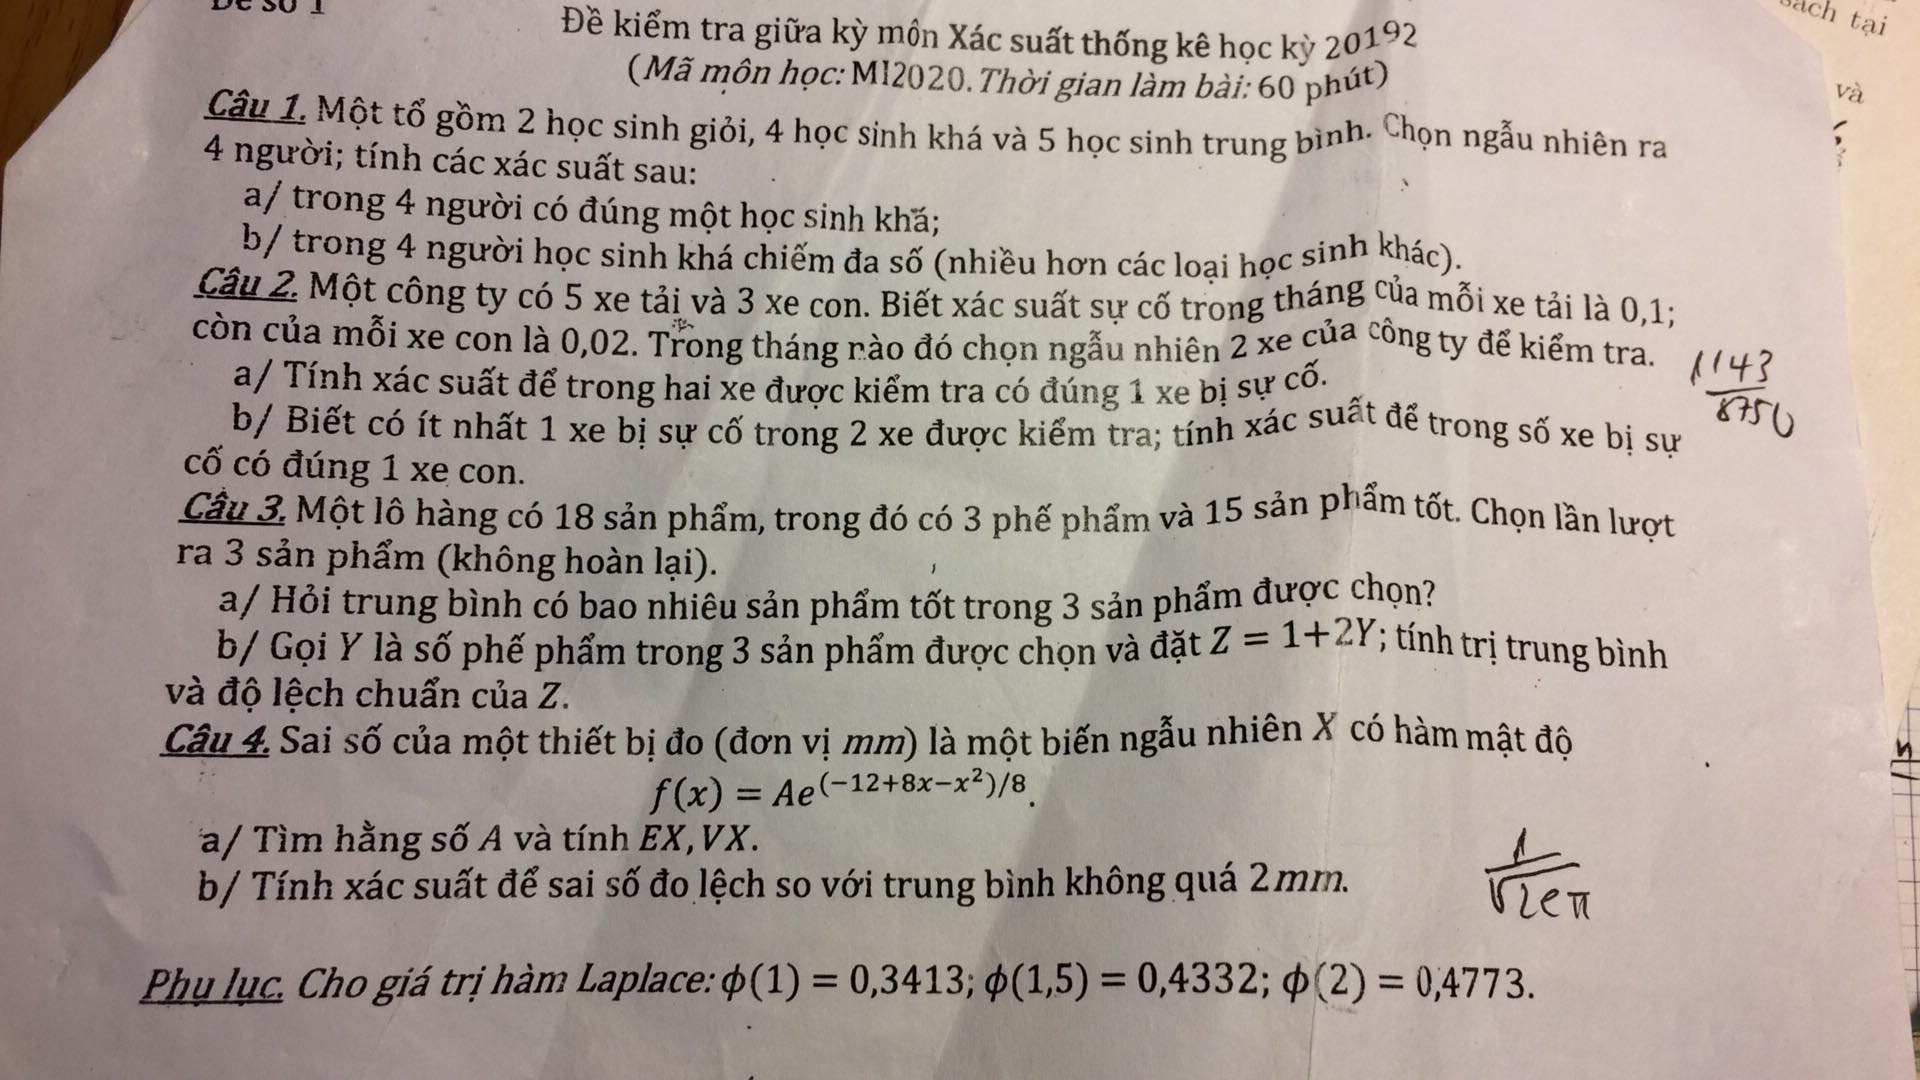 Đề số 1
Đề kiểm tra giữa kỳ môn Xác suất thống kê học kỳ 20192
(Mã môn học: MI2020. Thời gian làm bài: 60 phút)
Câu 1. Một tổ gồm 2 học sinh giỏi, 4 học sinh khá và 5 học sinh trung bình. Chọn ngẫu nhiên ra
4 người; tính các xác suất sau:
a/ trong 4 người có đúng một học sinh khá;
b/ trong 4 người học sinh khá chiếm đa số (nhiều hơn các loại học sinh khác).
Câu 2. Một công ty có 5 xe tải và 3 xe con. Biết xác suất sự cố trong tháng của mỗi xe tải là 0,1;
còn của mỗi xe con là 0,02. Trong tháng nào đó chọn ngẫu nhiên 2 xe của công ty để kiểm tra.
a/ Tính xác suất để trong hai xe được kiểm tra có đúng 1 xe bị sự cố.
b/ Biết có ít nhất 1 xe bị sự cố trong 2 xe được kiểm tra; tính xác suất để trong số xe bị sự
cố có đúng 1 xe con.
Câu 3. Một lô hàng có 18 sản phẩm, trong đó có 3 phế phẩm và 15 sản phẩm tốt. Chọn lần lượt
ra 3 sản phẩm (không hoàn lại).
a/ Hỏi trung bình có bao nhiêu sản phẩm tốt trong 3 sản phẩm được chọn?
b/ Gọi Y là số phế phẩm trong 3 sản phẩm được chọn và đặt Z = 1+2Y; tính trị trung bình
và độ lệch chuẩn của Z.
Câu 4. Sai số của một thiết bị đo (đơn vị mm) là một biến ngẫu nhiên X có hàm mật độ
f(x) = Ae^(−12+8x−x²)/8.
a/ Tìm hằng số A và tính EX, VX.
b/ Tính xác suất để sai số đo lệch so với trung bình không quá 2mm.
Phụ lục. Cho giá trị hàm Laplace: ϕ(1) = 0,3413; ϕ(1,5) = 0,4332; ϕ(2) = 0,4773.
1143
8750
1
√2eπ
sách tại
và